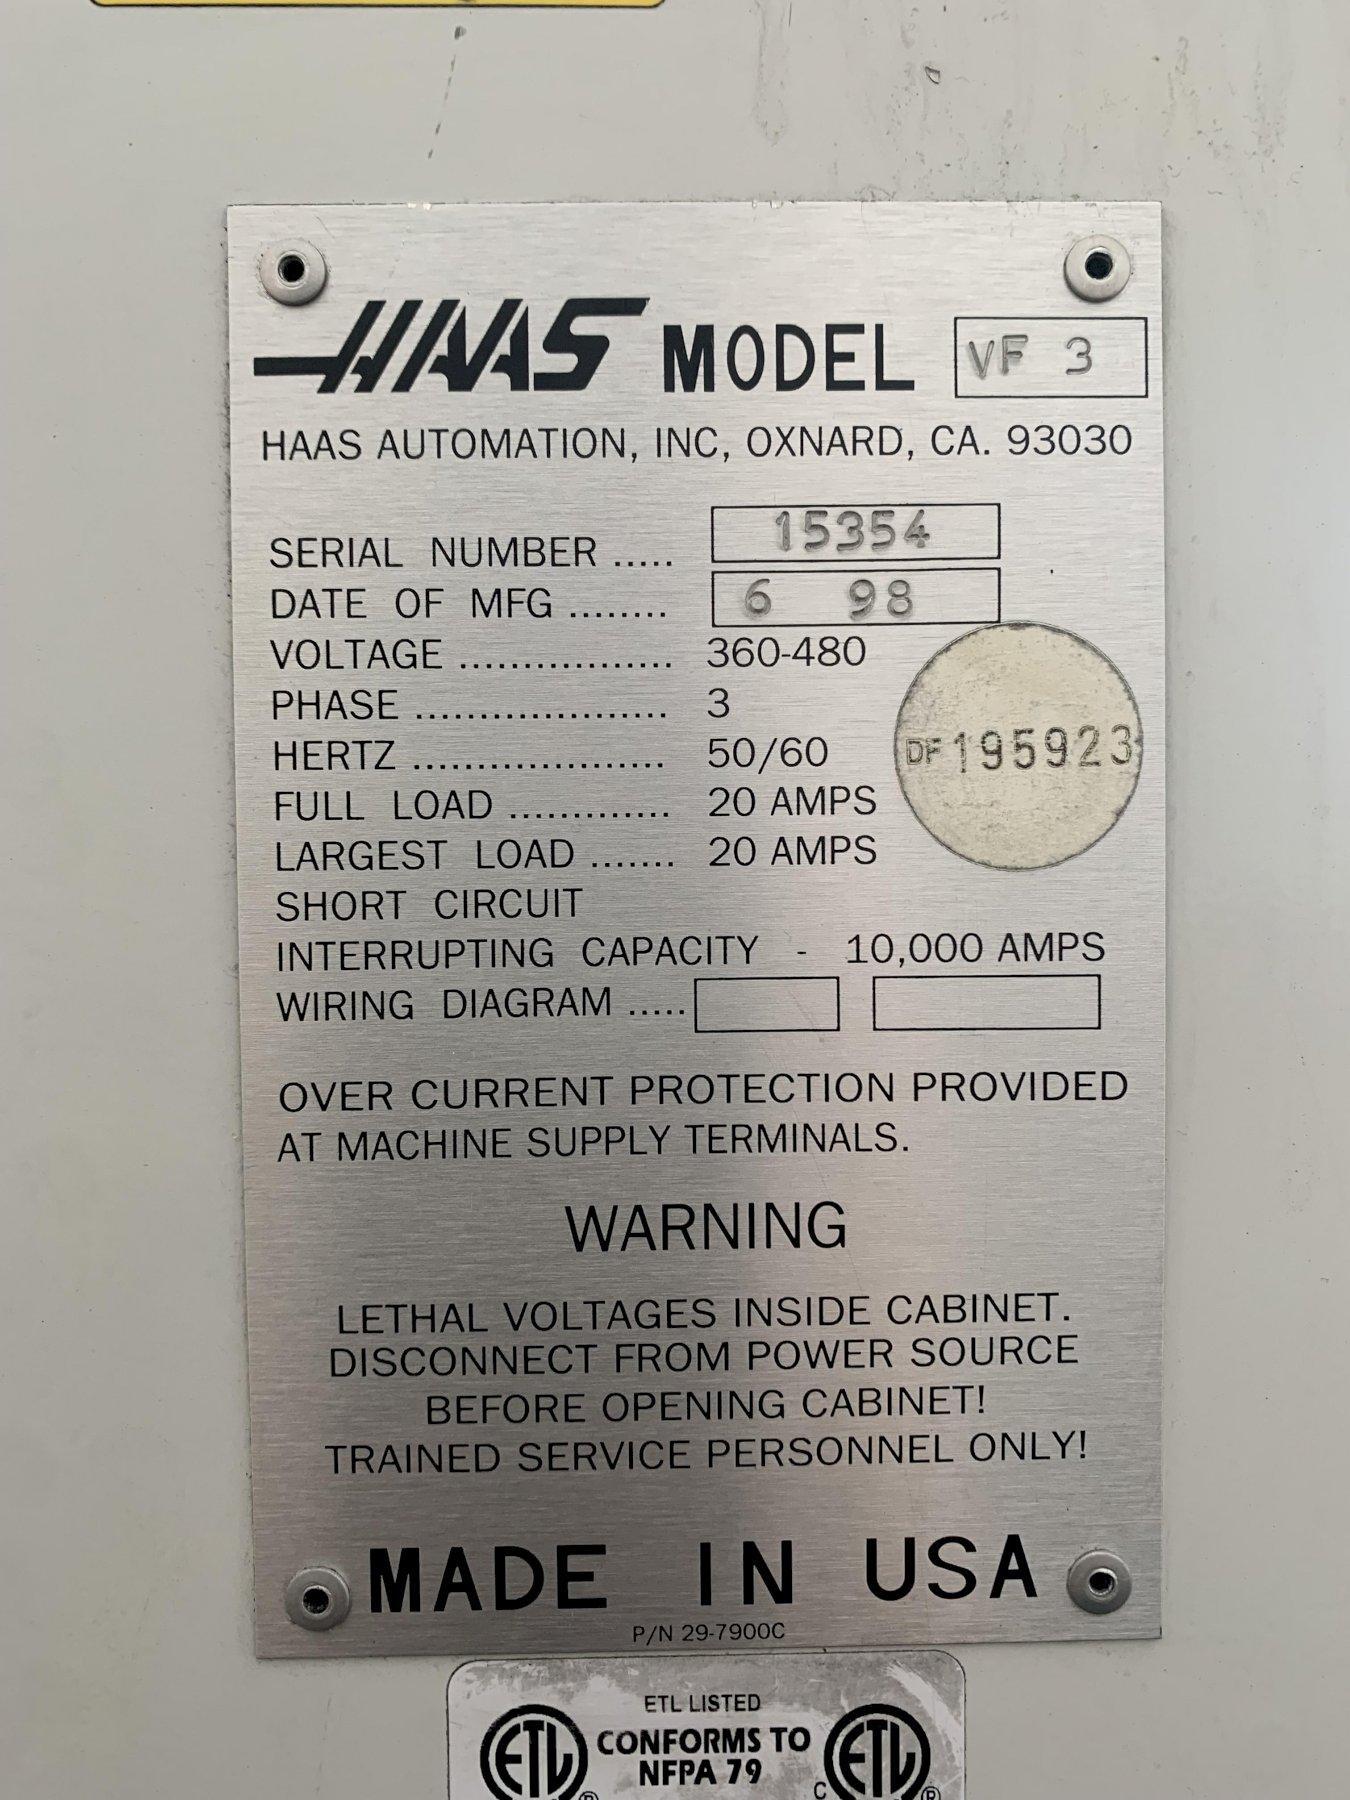 HAAS MODEL VF 3
HAAS AUTOMATION, INC, OXNARD, CA. 93030
SERIAL NUMBER ..... 15354
DATE OF MFG ........ 6 98
VOLTAGE ................. 360-480
PHASE .................... 3
HERTZ .................... 50/60
FULL LOAD ............. 20 AMPS
LARGEST LOAD ....... 20 AMPS
DF 195923
SHORT CIRCUIT
INTERRUPTING CAPACITY - 10,000 AMPS
WIRING DIAGRAM .....
OVER CURRENT PROTECTION PROVIDED
AT MACHINE SUPPLY TERMINALS.
WARNING
LETHAL VOLTAGES INSIDE CABINET.
DISCONNECT FROM POWER SOURCE
BEFORE OPENING CABINET!
TRAINED SERVICE PERSONNEL ONLY!
MADE IN USA
P/N 29-7900C
ETL LISTED
ETL ® CONFORMS TO C ETL ®
NFPA 79